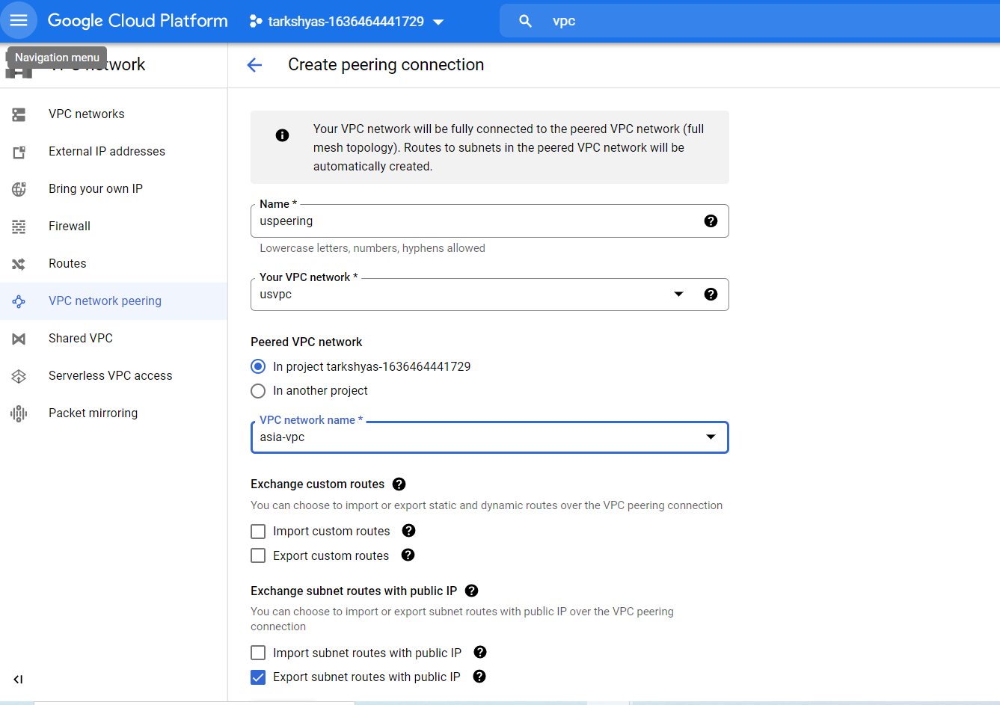 Google Cloud Platform
tarkshyas-1636464441729
vpc
Navigation menu
network
Create peering connection
VPC networks
External IP addresses
Bring your own IP
Firewall
Routes
VPC network peering
Shared VPC
Serverless VPC access
Packet mirroring
Your VPC network will be fully connected to the peered VPC network (full
mesh topology). Routes to subnets in the peered VPC network will be
automatically created.
Name *
uspeering
Lowercase letters, numbers, hyphens allowed
Your VPC network *
usvpc
Peered VPC network
In project tarkshyas-1636464441729
In another project
VPC network name *
asia-vpc
Exchange custom routes
You can choose to import or export static and dynamic routes over the VPC peering connection
Import custom routes
Export custom routes
Exchange subnet routes with public IP
You can choose to import or export subnet routes with public IP over the VPC peering
connection
Import subnet routes with public IP
Export subnet routes with public IP